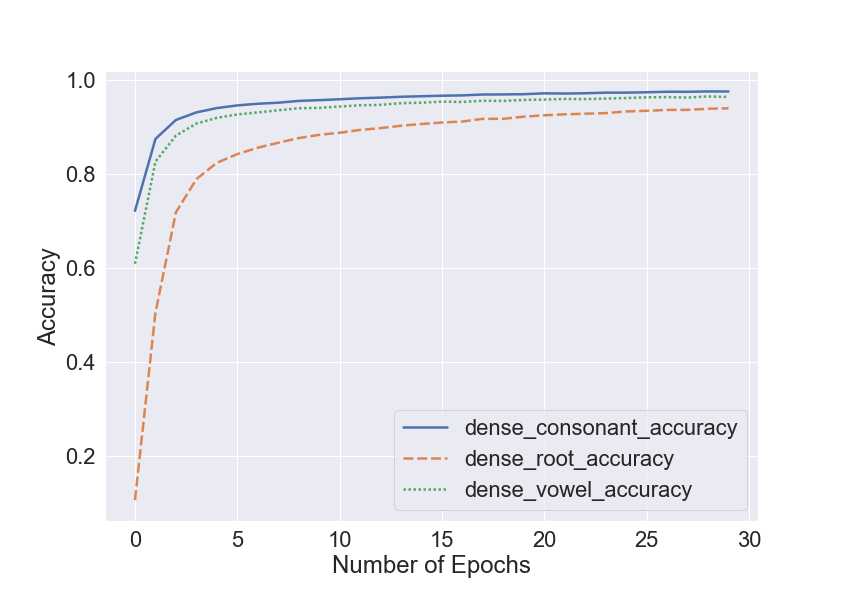 1.0
0.8
0.6
0.4
0.2
Accuracy
dense_consonant_accuracy
dense_root_accuracy
dense_vowel_accuracy
0 5 10 15 20 25 30
Number of Epochs